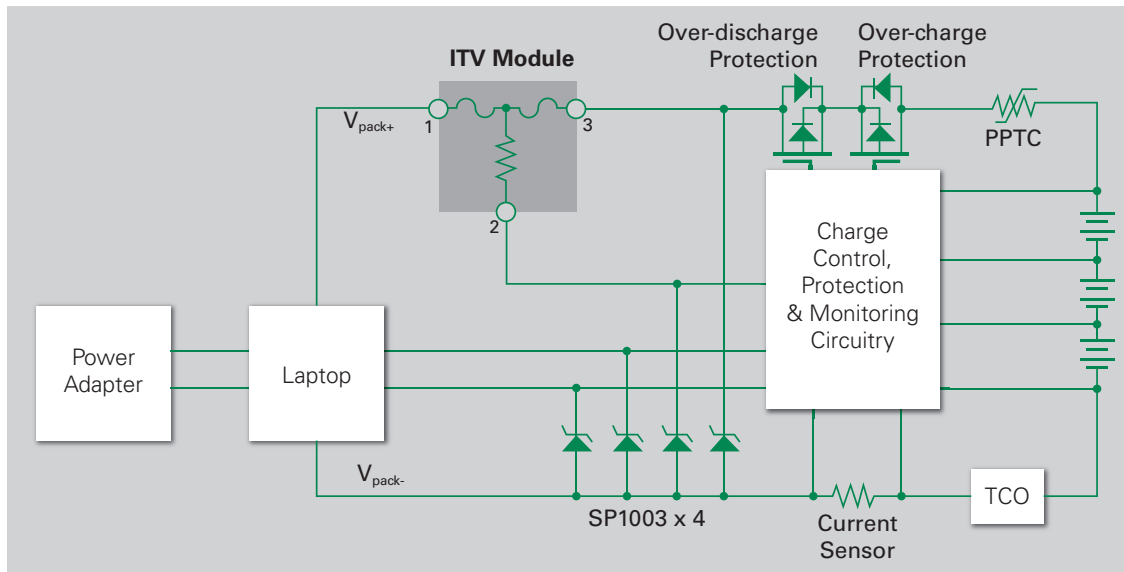 Over-discharge
Protection
Over-charge
Protection
ITV Module
Vpack+
1
3
PPTC
2
Charge
Control,
Protection
& Monitoring
Circuitry
Power
Adapter
Laptop
Vpack-
SP1003 x 4
Current
Sensor
TCO